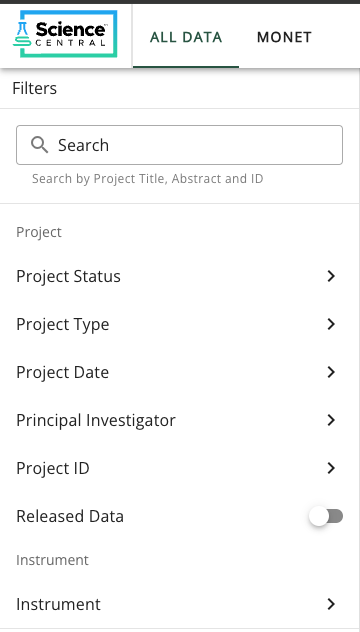 Science™
CENTRAL
ALL DATA
MONET
Filters
Search
Search by Project Title, Abstract and ID
Project
Project Status
Project Type
Project Date
Principal Investigator
Project ID
Released Data
Instrument
Instrument